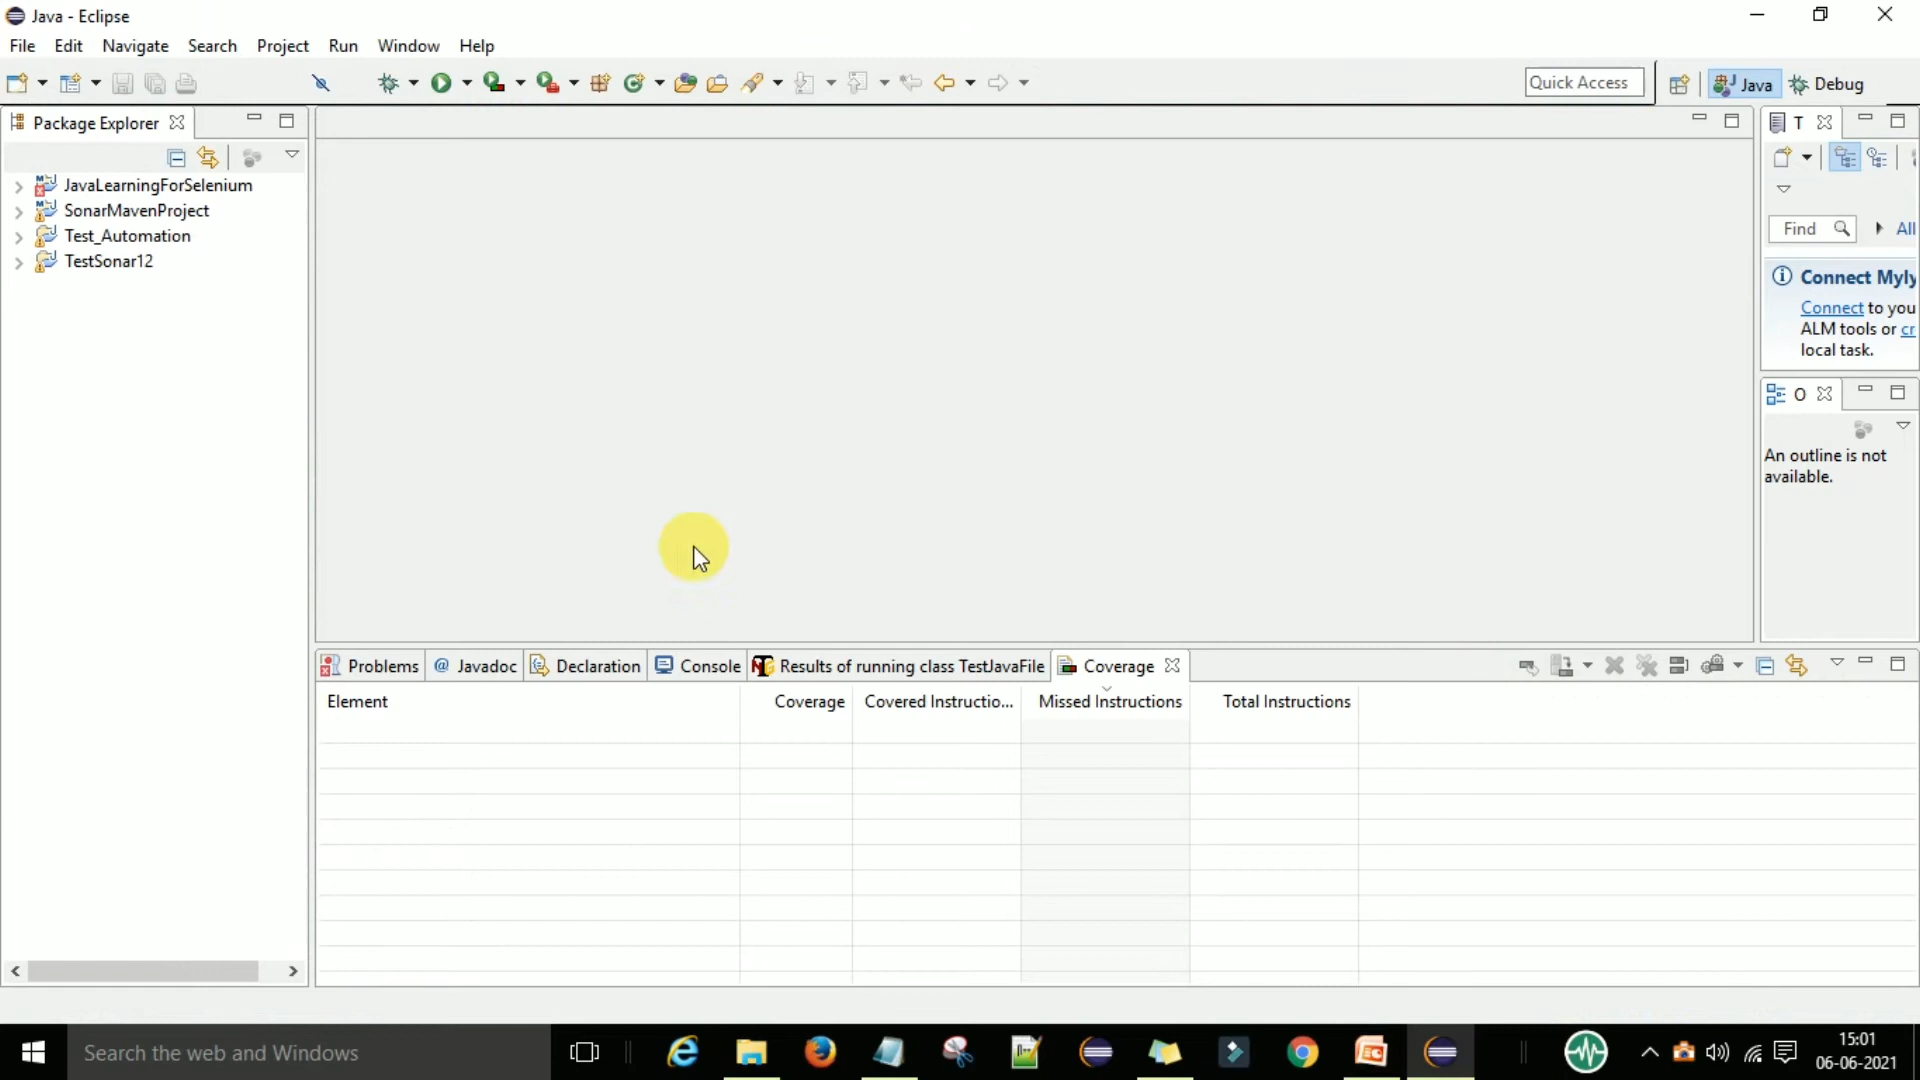 Java - Eclipse
File Edit Navigate Search Project Run Window Help
Quick Access
Java
Debug
Package Explorer
JavaLearningForSelenium
SonarMavenProject
Test_Automation
TestSonar12
T
Find
All
Connect Myly
Connect to you
ALM tools or cr
local task.
O
An outline is not
available.
Problems
@ Javadoc
Declaration
Console
Results of running class TestJavaFile
Coverage
Element Coverage Covered Instructio... Missed Instructions Total Instructions
Search the web and Windows
15:01
06-06-2021